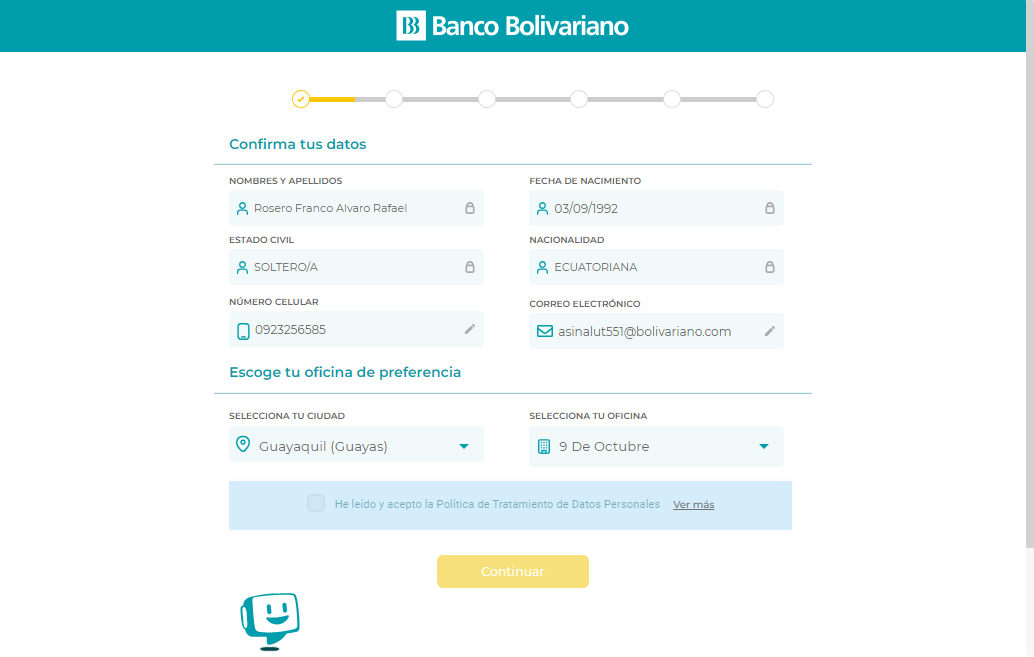 Banco Bolivariano
Confirma tus datos
NOMBRES Y APELLIDOS
Rosero Franco Alvaro Rafael
FECHA DE NACIMIENTO
03/09/1992
ESTADO CIVIL
SOLTERO/A
NACIONALIDAD
ECUATORIANA
NÚMERO CELULAR
0923256585
CORREO ELECTRÓNICO
asinalut551@bolivariano.com
Escoge tu oficina de preferencia
SELECCIONA TU CIUDAD
Guayaquil (Guayas)
SELECCIONA TU OFICINA
9 De Octubre
He leído y acepto la Política de Tratamiento de Datos Personales Ver más
Continuar